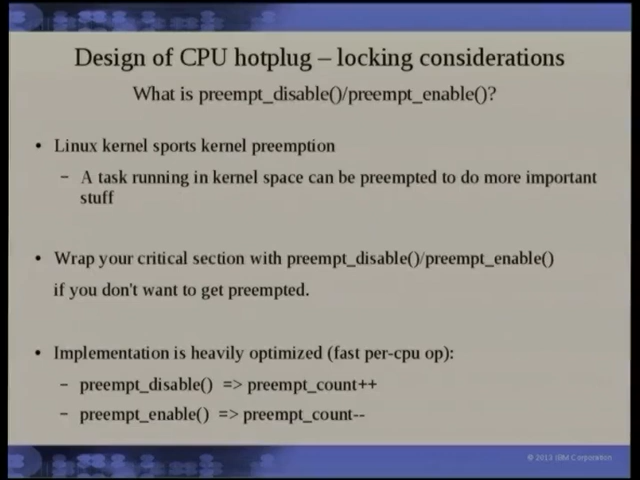 Design of CPU hotplug – locking considerations
What is preempt_disable()/preempt_enable()?
• Linux kernel sports kernel preemption
– A task running in kernel space can be preempted to do more important
stuff
• Wrap your critical section with preempt_disable()/preempt_enable()
if you don't want to get preempted.
• Implementation is heavily optimized (fast per-cpu op):
– preempt_disable() => preempt_count++
– preempt_enable() => preempt_count--
© 2013 IBM Corporation